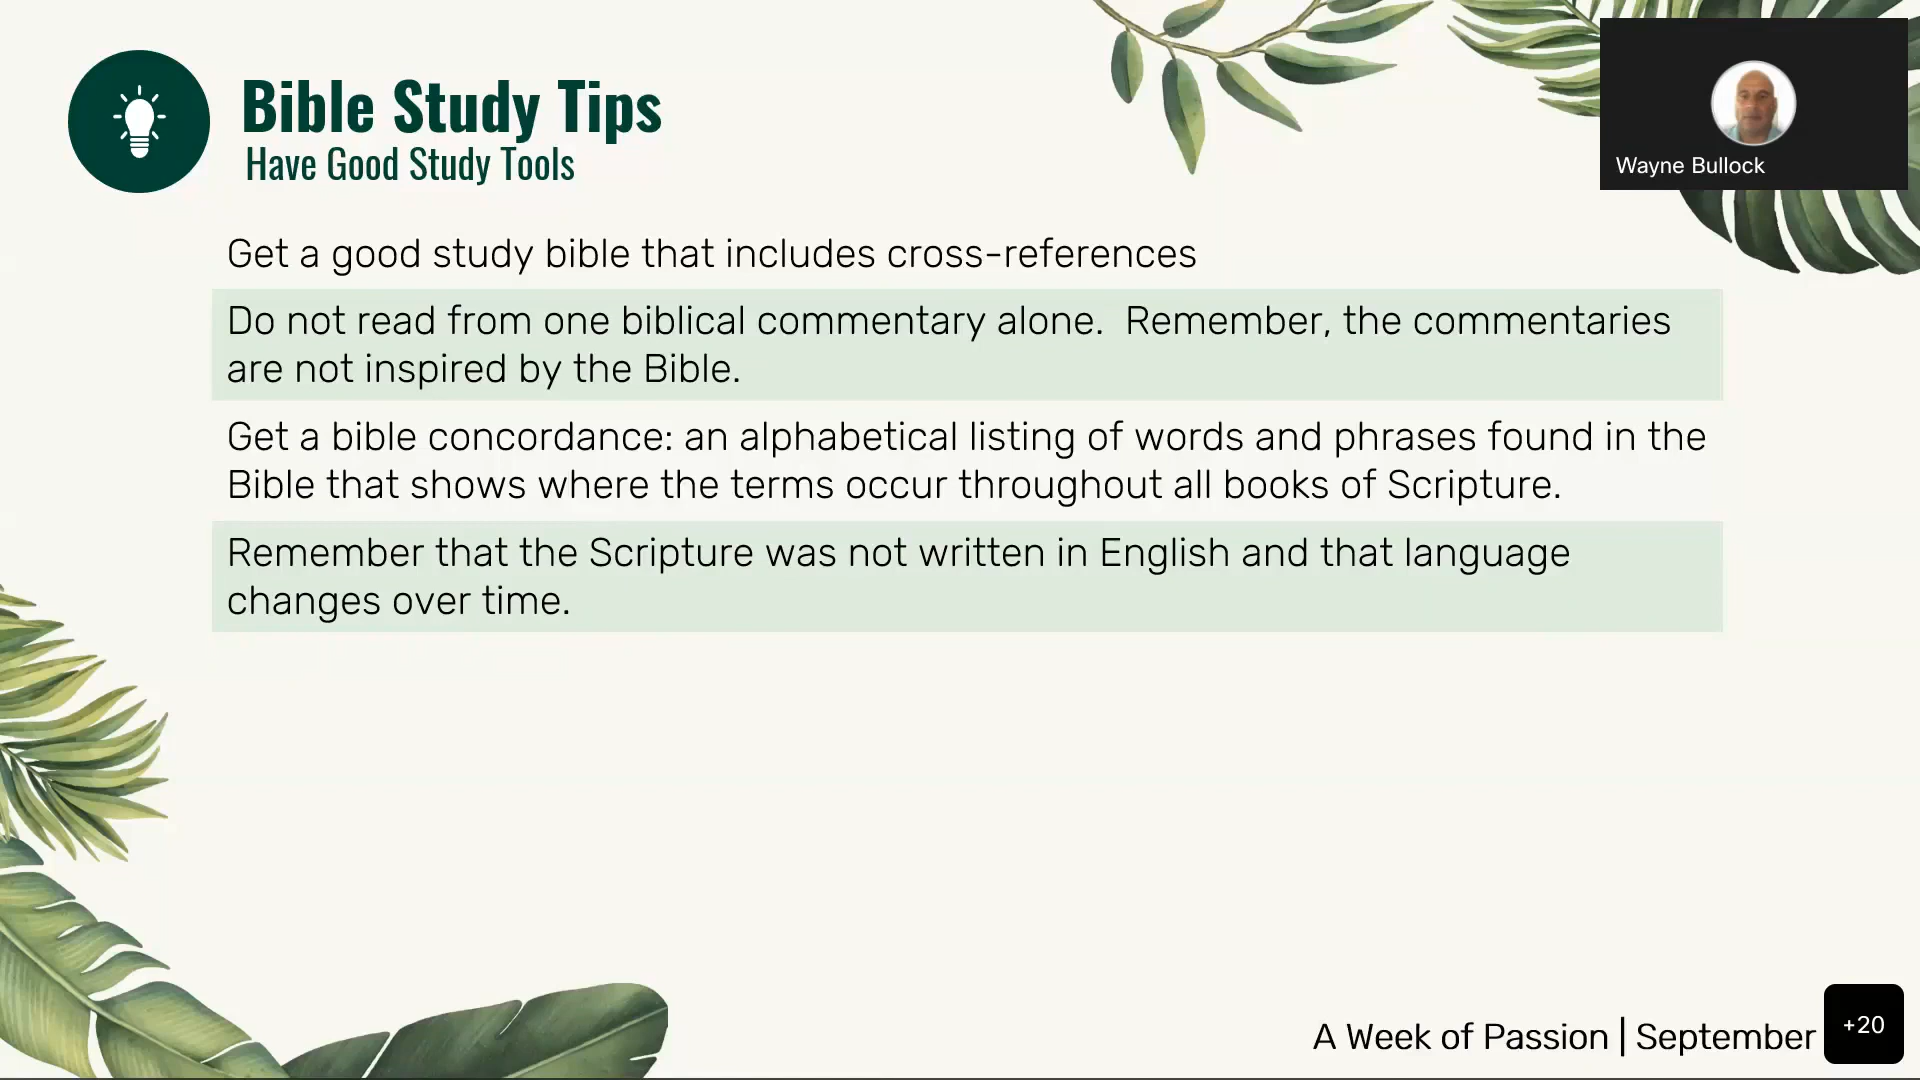 Bible Study Tips
Have Good Study Tools
Wayne Bullock
Get a good study bible that includes cross-references
Do not read from one biblical commentary alone.  Remember, the commentaries
are not inspired by the Bible.
Get a bible concordance: an alphabetical listing of words and phrases found in the
Bible that shows where the terms occur throughout all books of Scripture.
Remember that the Scripture was not written in English and that language
changes over time.
A Week of Passion | September
+20